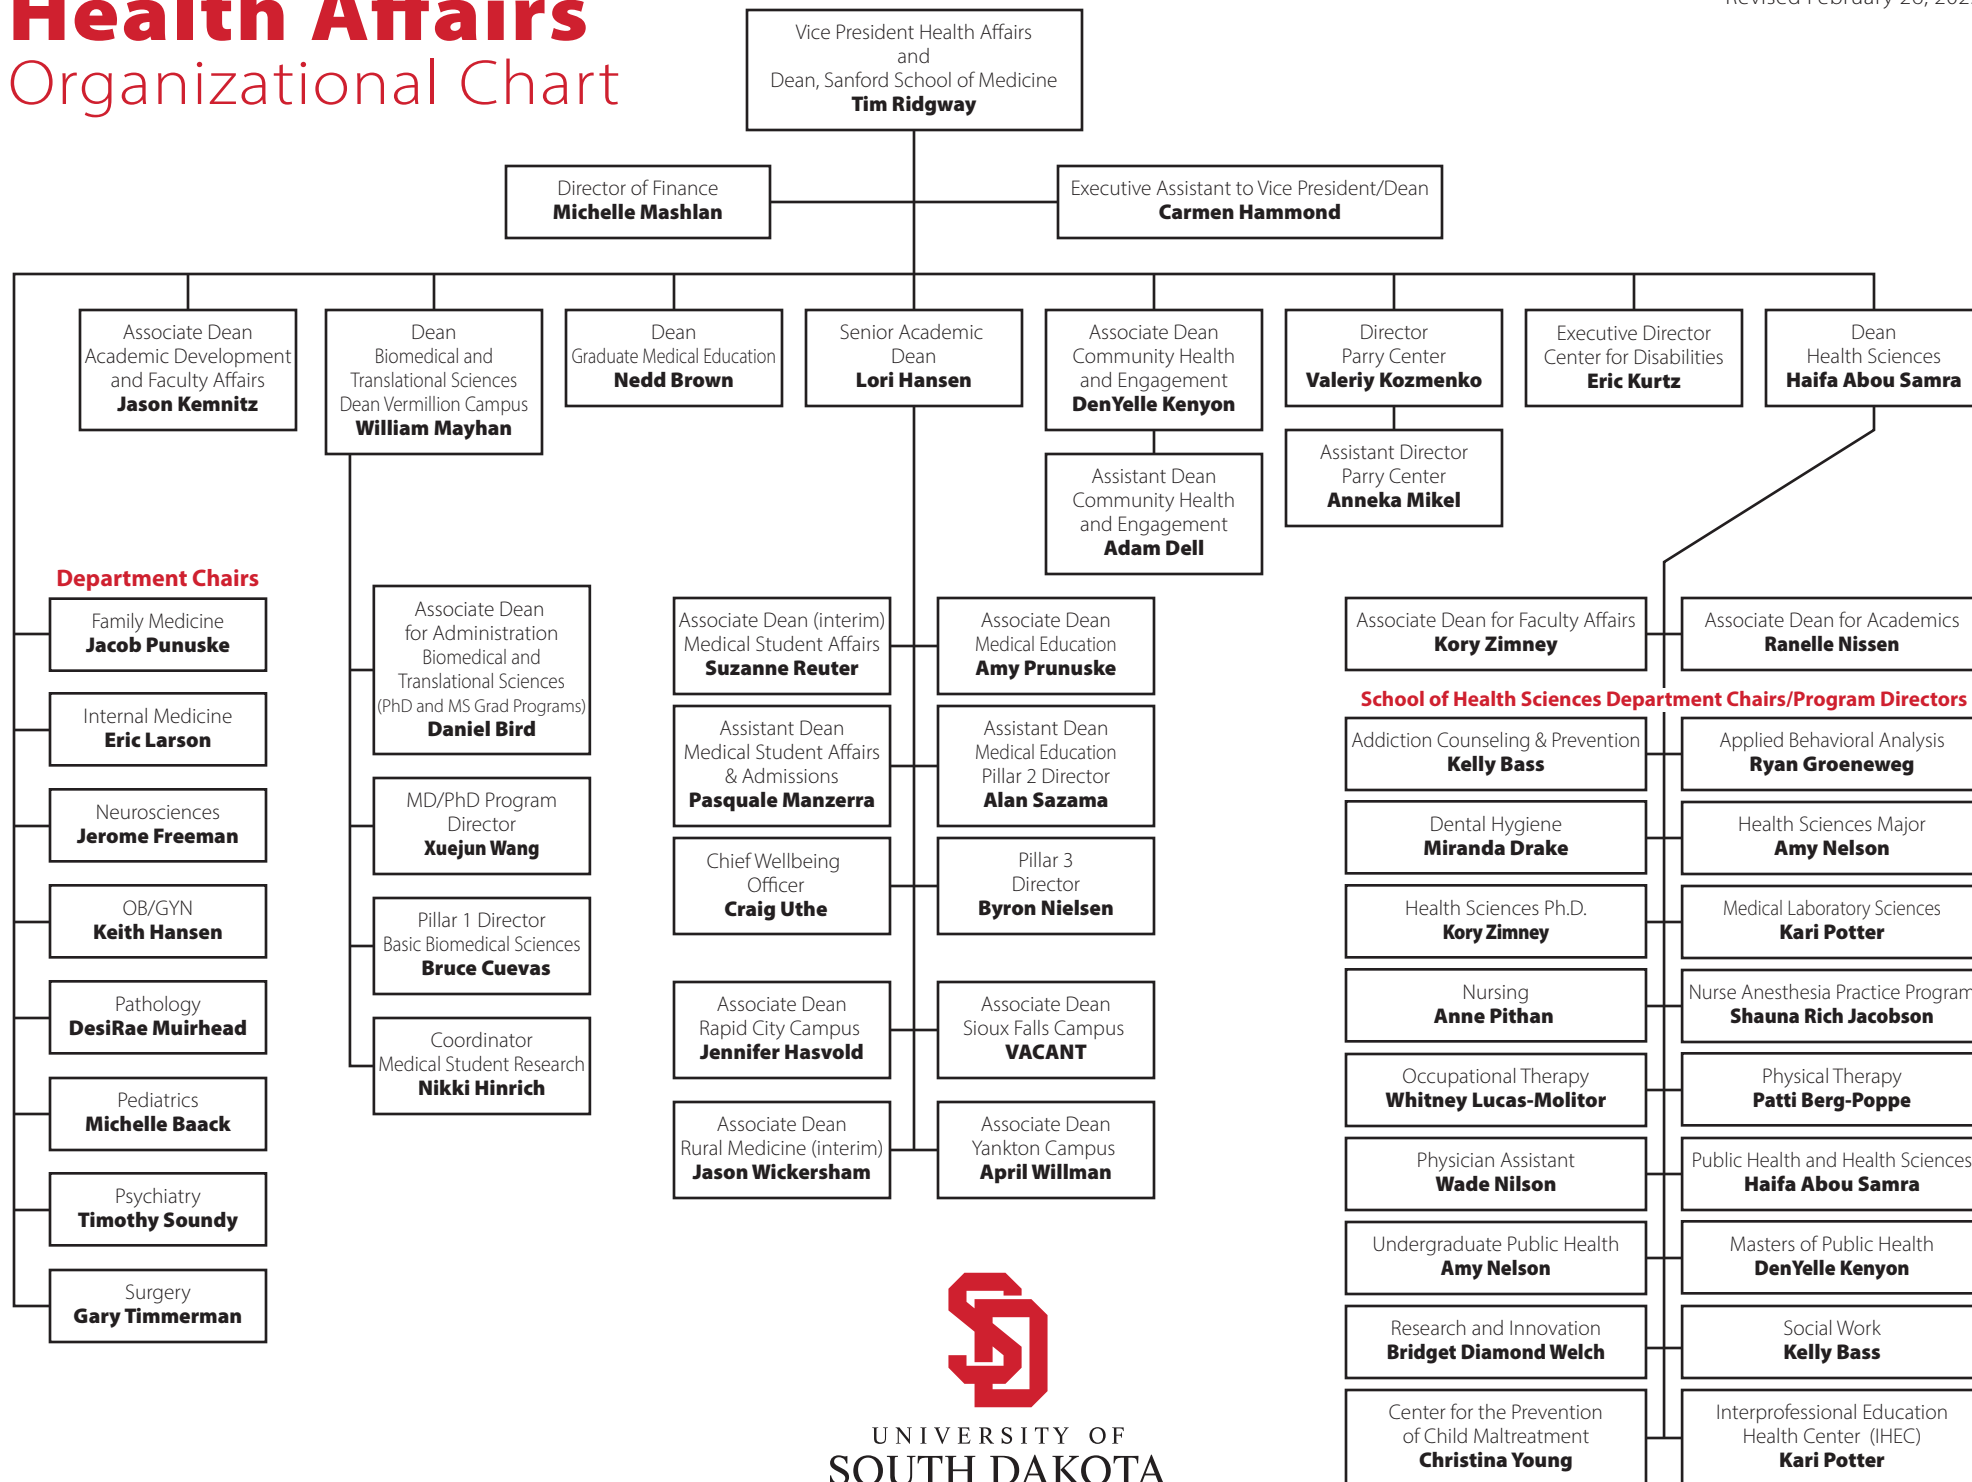 Health Affairs
Organizational Chart
Revised February 28,
Vice President Health Affairs
and
Dean, Sanford School of Medicine
Tim Ridgway
Director of Finance
Michelle Mashlan
Executive Assistant to Vice President/Dean
Carmen Hammond
Associate Dean
Academic Development
and Faculty Affairs
Jason Kemnitz
Dean
Biomedical and
Translational Sciences
Dean Vermillion Campus
William Mayhan
Dean
Graduate Medical Education
Nedd Brown
Senior Academic
Dean
Lori Hansen
Associate Dean
Community Health
and Engagement
DenYelle Kenyon
Director
Parry Center
Valeriy Kozmenko
Executive Director
Center for Disabilities
Eric Kurtz
Dean
Health Sciences
Haifa Abou Samra
Assistant Dean
Community Health
and Engagement
Adam Dell
Assistant Director
Parry Center
Anneka Mikel
Department Chairs
Family Medicine
Jacob Punuske
Internal Medicine
Eric Larson
Neurosciences
Jerome Freeman
OB/GYN
Keith Hansen
Pathology
DesiRae Muirhead
Pediatrics
Michelle Baack
Psychiatry
Timothy Soundy
Surgery
Gary Timmerman
Associate Dean
for Administration
Biomedical and
Translational Sciences
(PhD and MS Grad Programs)
Daniel Bird
MD/PhD Program
Director
Xuejun Wang
Pillar 1 Director
Basic Biomedical Sciences
Bruce Cuevas
Coordinator
Medical Student Research
Nikki Hinrich
Associate Dean (interim)
Medical Student Affairs
Suzanne Reuter
Associate Dean
Medical Education
Amy Prunuske
Assistant Dean
Medical Student Affairs
& Admissions
Pasquale Manzerra
Assistant Dean
Medical Education
Pillar 2 Director
Alan Sazama
Chief Wellbeing
Officer
Craig Uthe
Pillar 3
Director
Byron Nielsen
Associate Dean
Rapid City Campus
Jennifer Hasvold
Associate Dean
Sioux Falls Campus
VACANT
Associate Dean
Rural Medicine (interim)
Jason Wickersham
Associate Dean
Yankton Campus
April Willman
Associate Dean for Faculty Affairs
Kory Zimney
Associate Dean for Academics
Ranelle Nissen
School of Health Sciences Department Chairs/Program Directors
Addiction Counseling & Prevention
Kelly Bass
Applied Behavioral Analysis
Ryan Groeneweg
Dental Hygiene
Miranda Drake
Health Sciences Major
Amy Nelson
Health Sciences Ph.D.
Kory Zimney
Medical Laboratory Sciences
Kari Potter
Nursing
Anne Pithan
Nurse Anesthesia Practice Program
Shauna Rich Jacobson
Occupational Therapy
Whitney Lucas-Molitor
Physical Therapy
Patti Berg-Poppe
Physician Assistant
Wade Nilson
Public Health and Health Sciences
Haifa Abou Samra
Undergraduate Public Health
Amy Nelson
Masters of Public Health
DenYelle Kenyon
Research and Innovation
Bridget Diamond Welch
Social Work
Kelly Bass
Center for the Prevention
of Child Maltreatment
Christina Young
Interprofessional Education
Health Center (IHEC)
Kari Potter
SD
UNIVERSITY OF
SOUTH DAKOTA